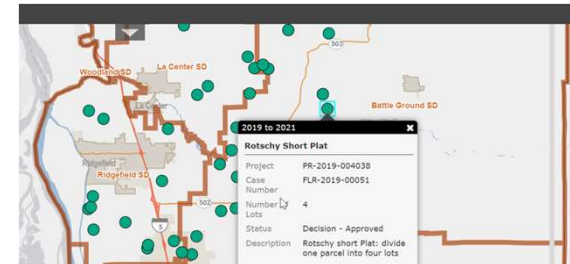 503
Woodland SD
La Center SD
La Center
Battle Ground SD
2019 to 2021
Rotschy Short Plat
Ridgefield
Project PR-2019-004038
Ridgefield SD
Case Number FLR-2019-00051
502
Number Lots 4
5
Status Decision - Approved
Description Rotschy short Plat: divide
one parcel into four lots